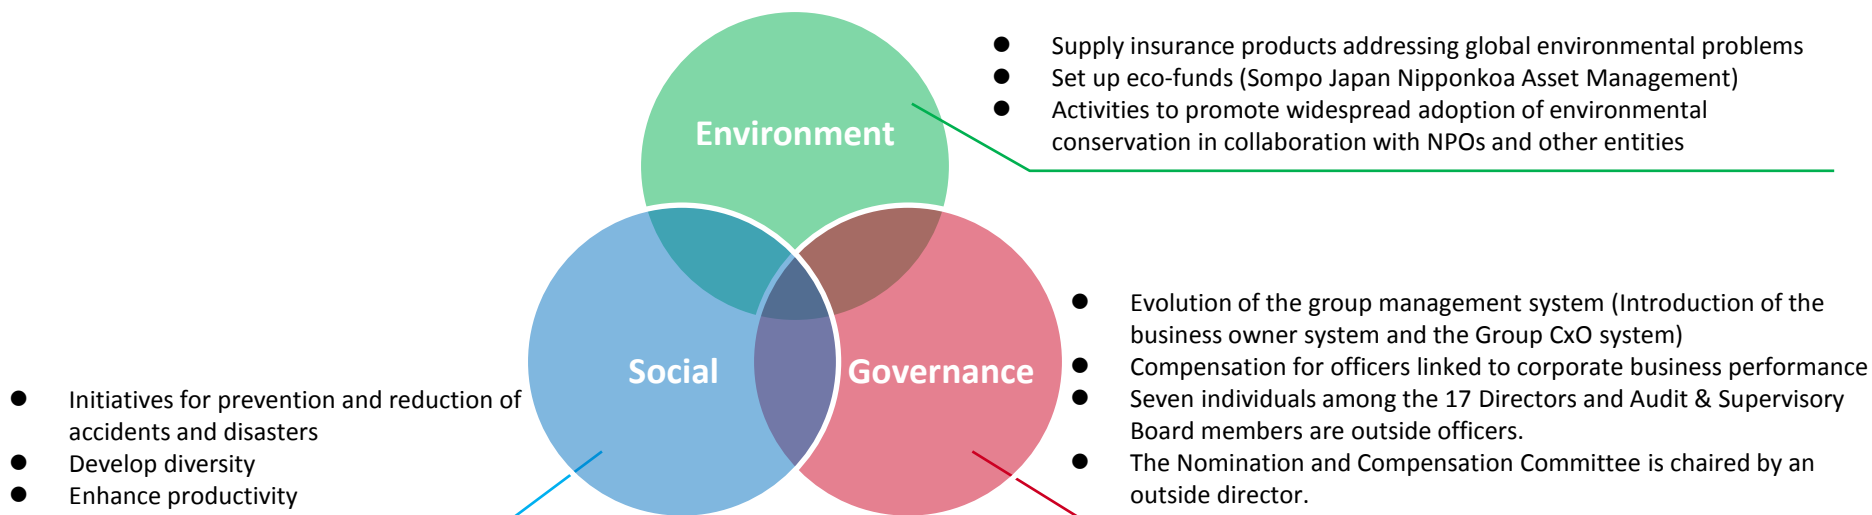 ● Supply insurance products addressing global environmental problems
● Set up eco-funds (Sompo Japan Nipponkoa Asset Management)
● Activities to promote widespread adoption of environmental
conservation in collaboration with NPOs and other entities
Environment
Social
Governance
● Initiatives for prevention and reduction of
accidents and disasters
● Develop diversity
● Enhance productivity
● Evolution of the group management system (Introduction of the
business owner system and the Group CxO system)
● Compensation for officers linked to corporate business performance
● Seven individuals among the 17 Directors and Audit & Supervisory
Board members are outside officers.
● The Nomination and Compensation Committee is chaired by an
outside director.